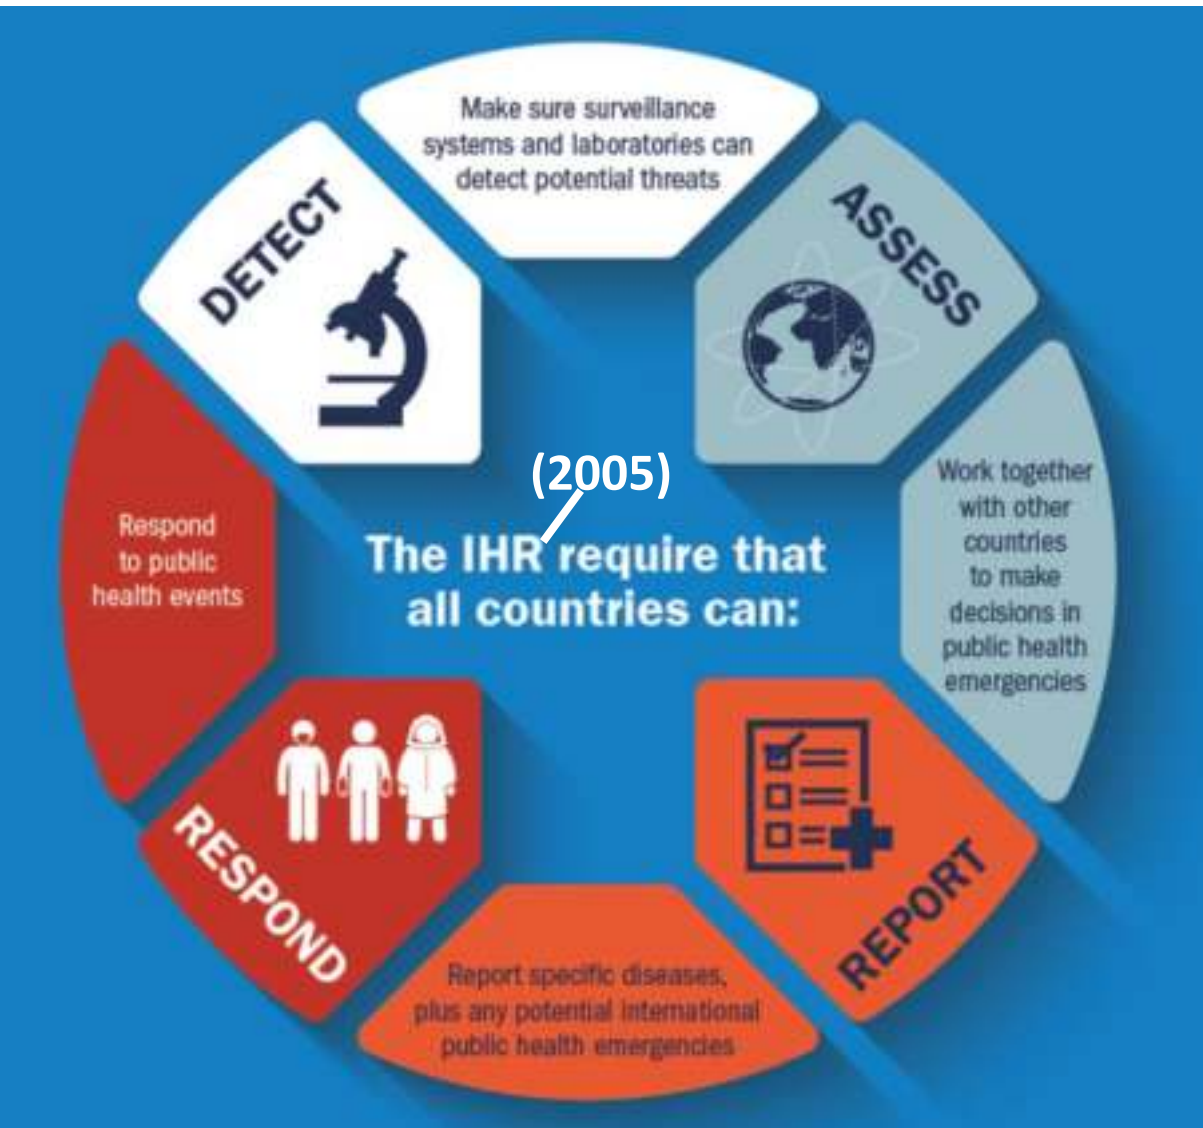 Make sure surveillance
systems and laboratories can
detect potential threats
DETECT
ASSESS
(2005)
The IHR require that
all countries can:
Work together
with other
countries
to make
decisions in
public health
emergencies
Respond
to public
health events
RESPOND
REPORT
Report specific diseases,
plus any potential international
public health emergencies